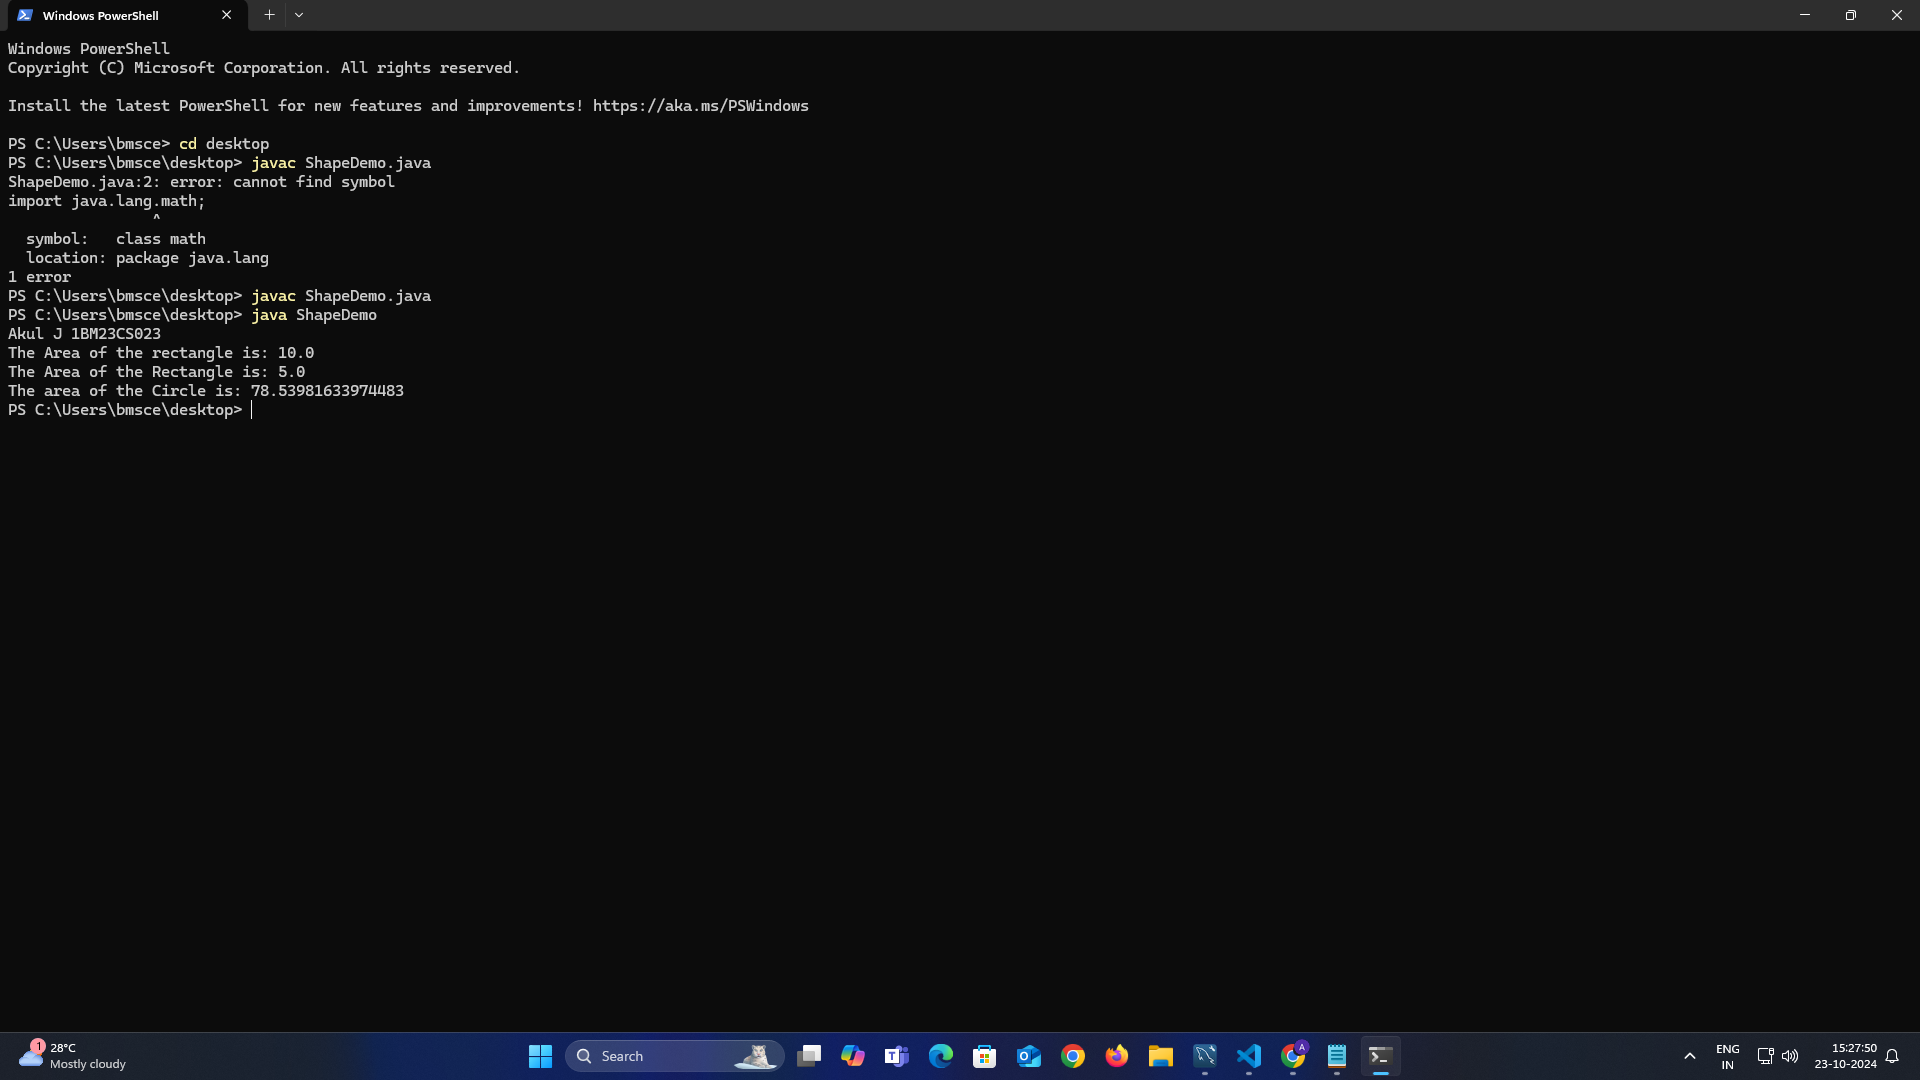 Windows PowerShell
Windows PowerShell
Copyright (C) Microsoft Corporation. All rights reserved.
Install the latest PowerShell for new features and improvements! https://aka.ms/PSWindows
PS C:\Users\bmsce> cd desktop
PS C:\Users\bmsce\desktop> javac ShapeDemo.java
ShapeDemo.java:2: error: cannot find symbol
import java.lang.math;
                ^
  symbol:   class math
  location: package java.lang
1 error
PS C:\Users\bmsce\desktop> javac ShapeDemo.java
PS C:\Users\bmsce\desktop> java ShapeDemo
Akul J 1BM23CS023
The Area of the rectangle is: 10.0
The Area of the Rectangle is: 5.0
The area of the Circle is: 78.53981633974483
PS C:\Users\bmsce\desktop>
1
28°C
Mostly cloudy
Search
A
ENG
IN
15:27:50
23-10-2024